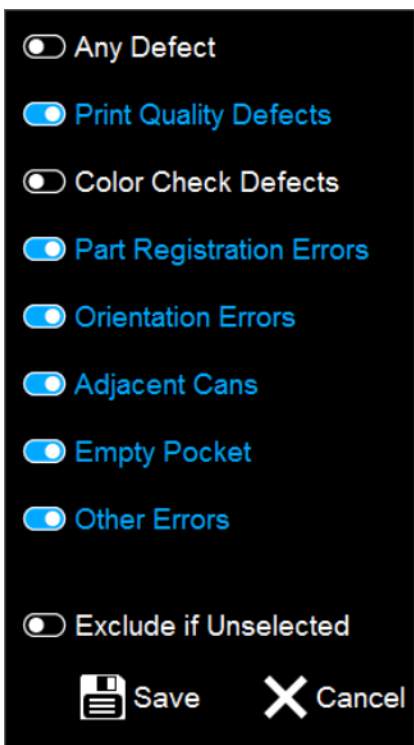 Any Defect
Print Quality Defects
Color Check Defects
Part Registration Errors
Orientation Errors
Adjacent Cans
Empty Pocket
Other Errors
Exclude if Unselected
Save Cancel